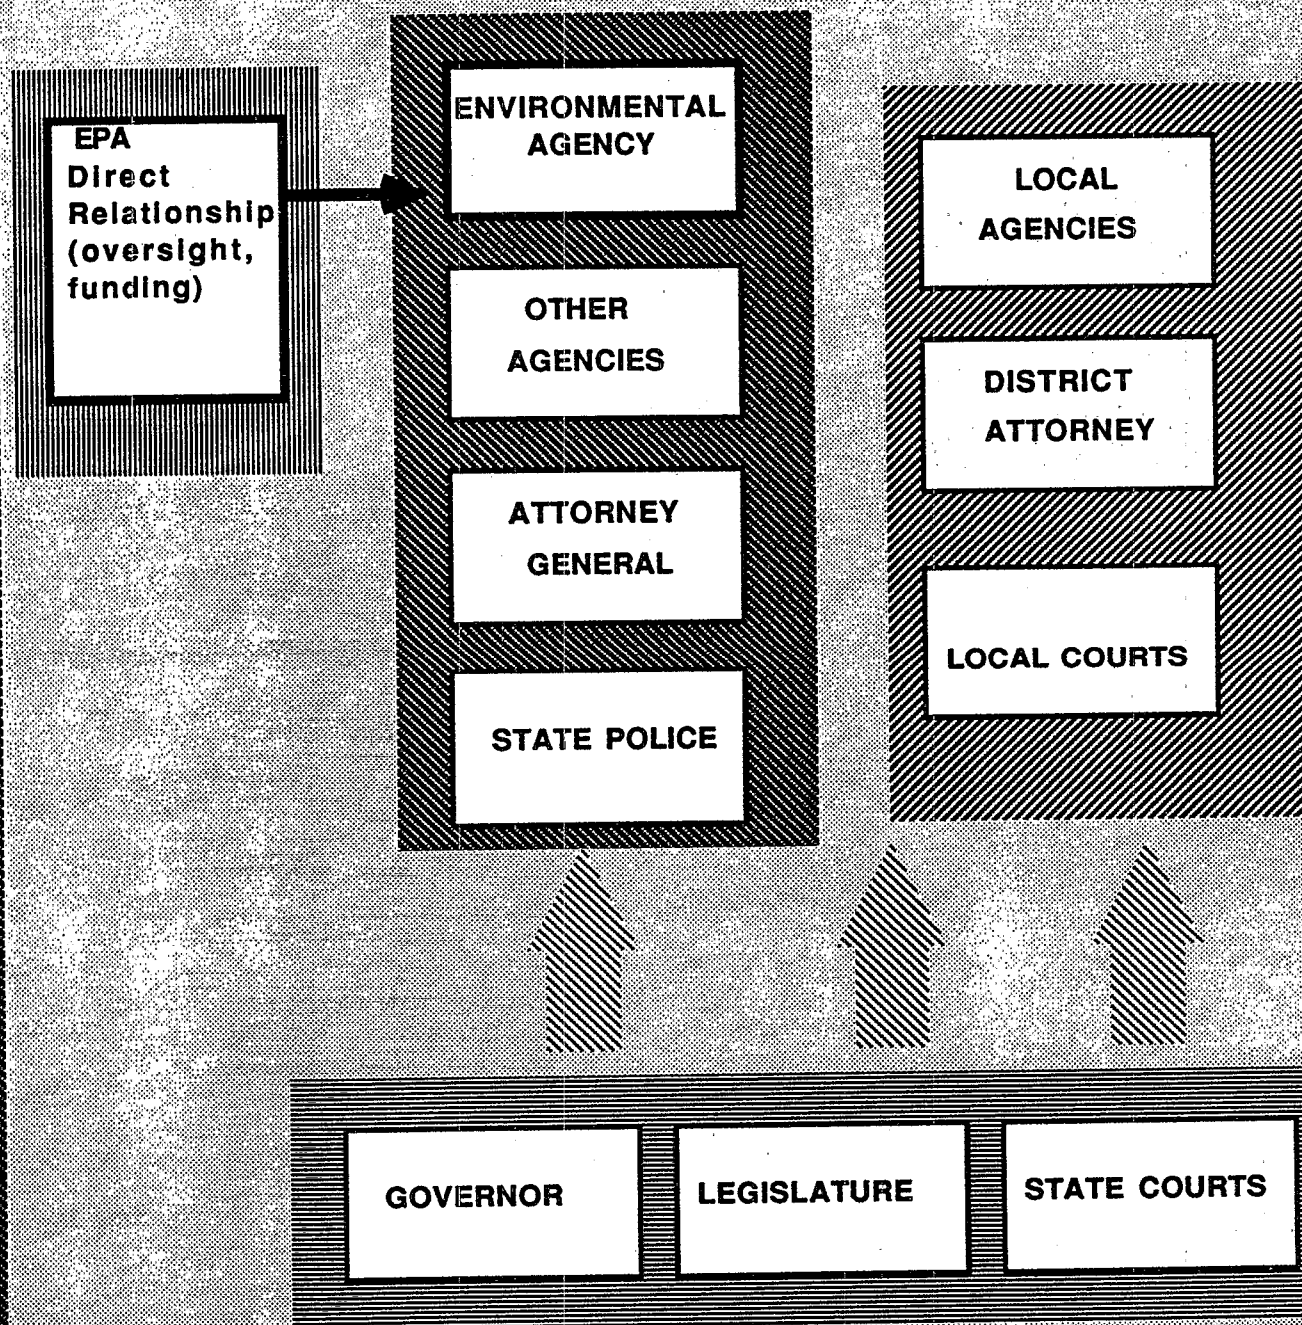 EPA
Direct
Relationship
(oversight,
funding)
ENVIRONMENTAL
AGENCY
OTHER
AGENCIES
ATTORNEY
GENERAL
STATE POLICE
LOCAL
AGENCIES
DISTRICT
ATTORNEY
LOCAL COURTS
GOVERNOR
LEGISLATURE
STATE COURTS